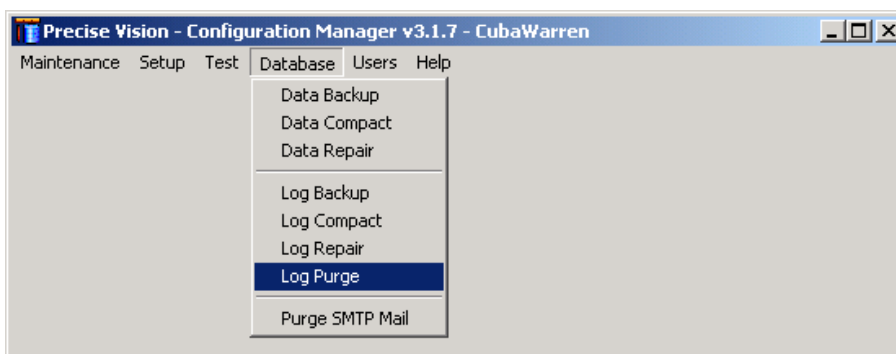 Precise Vision - Configuration Manager v3.1.7 - CubaWarren
Maintenance Setup Test Database Users Help
Data Backup
Data Compact
Data Repair
Log Backup
Log Compact
Log Repair
Log Purge
Purge SMTP Mail